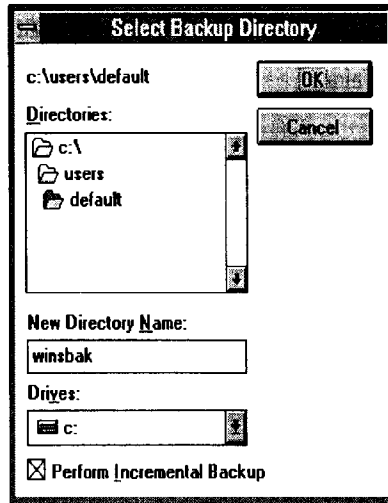 Select Backup Directory
c:\users\default
OK
Directories:
Cancel
c:\
users
default
New Directory Name:
winsbak
Drives:
c:
Perform Incremental Backup